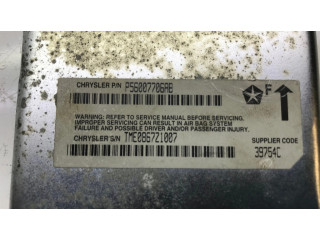 CHRYSLER P/N P56007706AB
F
WARNING: REFER TO SERVICE MANUAL BEFORE SERVICING.
IMPROPER SERVICING CAN RESULT IN AIR BAG SYSTEM
FAILURE AND POSSIBLE DRIVER AND/OR PASSENGER INJURY.
CHRYSLER S/N TME0867Z1007
SUPPLIER CODE
39754C